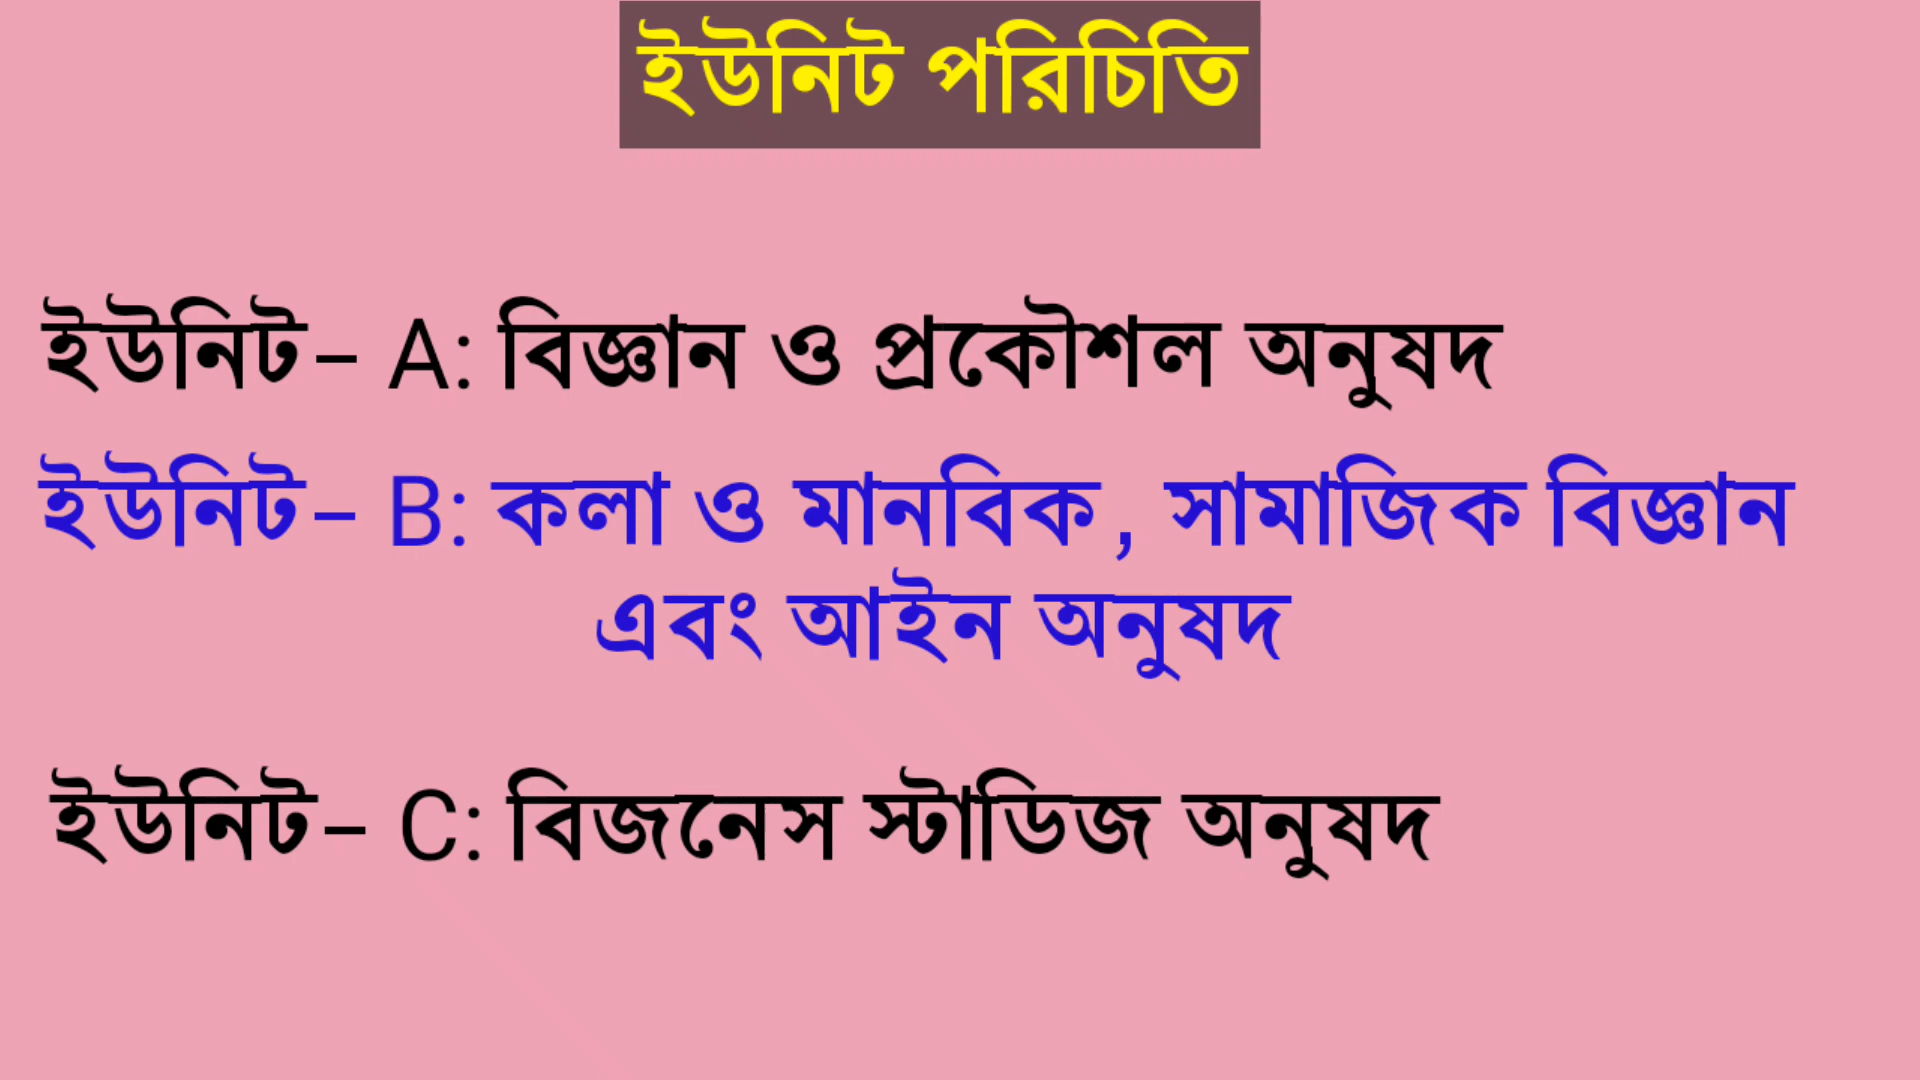 ইউনিট পরিচিতি
ইউনিট– A: বিজ্ঞান ও প্রকৌশল অনুষদ
ইউনিট– B: কলা ও মানবিক, সামাজিক বিজ্ঞান
এবং আইন অনুষদ
ইউনিট– C: বিজনেস স্টাডিজ অনুষদ